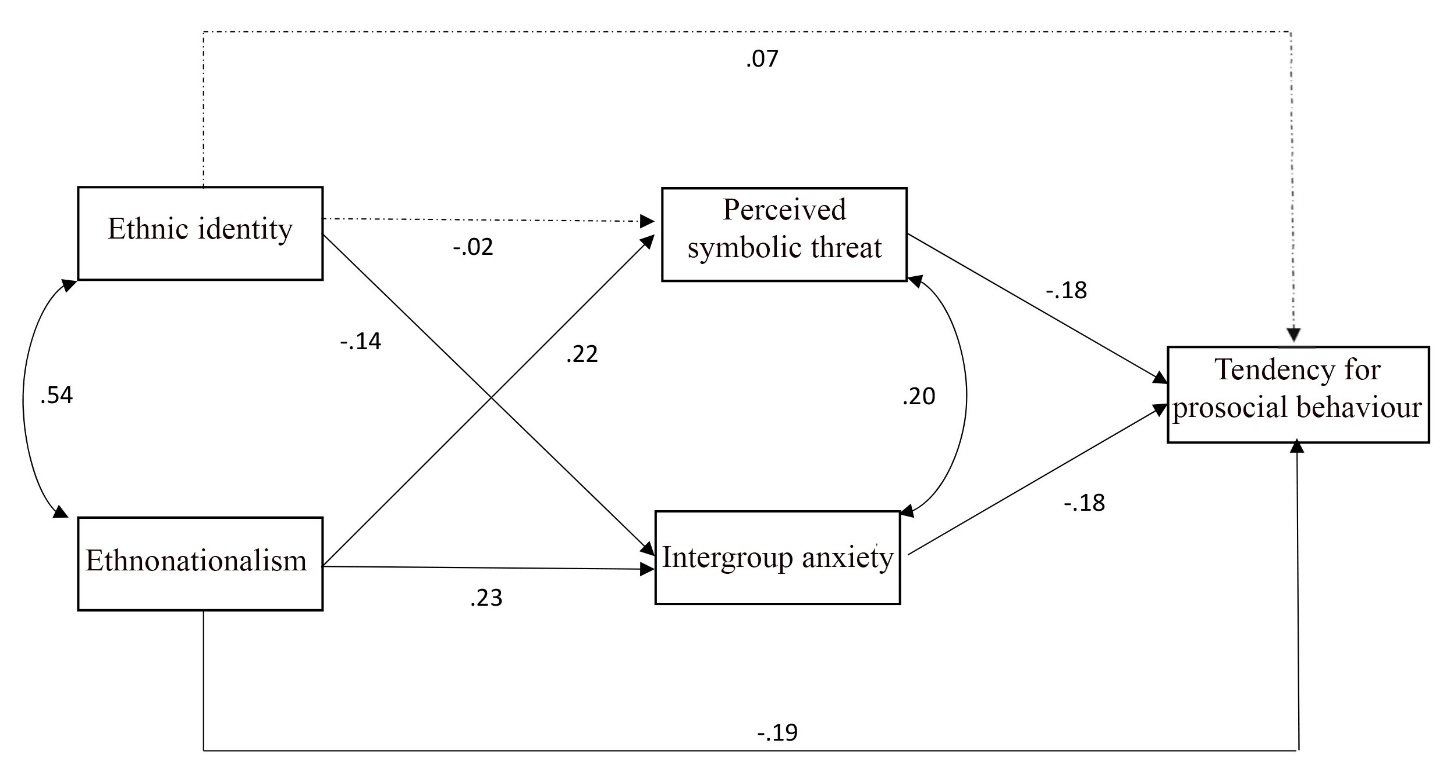 .07
Ethnic identity
Perceived
symbolic threat
-.02
-.18
-.14
.22
.54
.20
Tendency for
prosocial behaviour
-.18
Ethnonationalism
Intergroup anxiety
.23
-.19